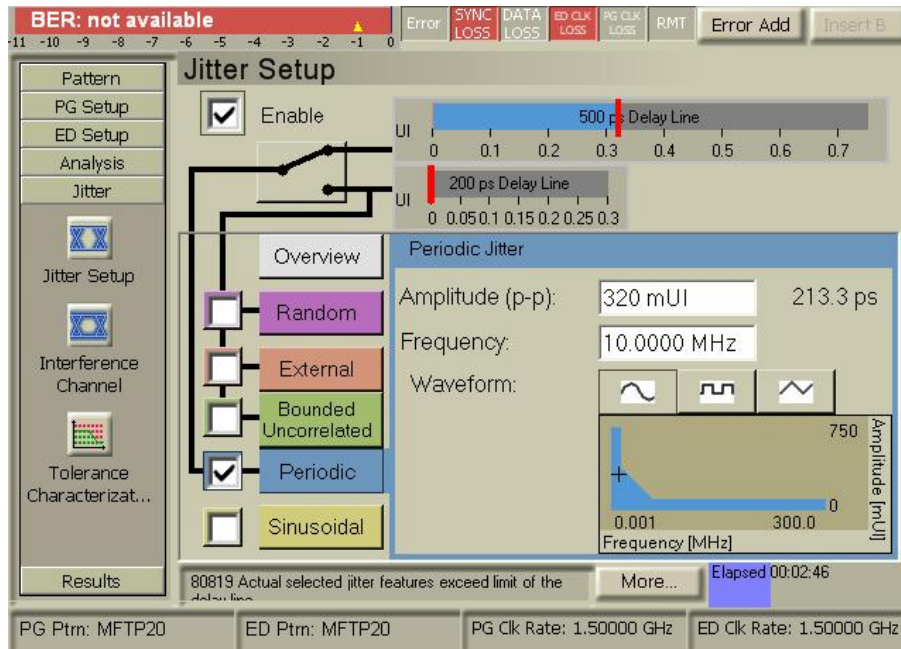 BER: not available
-11 -10 -9 -8 -7 -6 -5 -4 -3 -2 -1 0
Error
SYNC LOSS
DATA LOSS
ED CLK LOSS
PG CLK LOSS
RMT
Error Add
Insert B
Pattern
PG Setup
ED Setup
Analysis
Jitter
Jitter Setup
Interference
Channel
Tolerance
Characterizat...
Results
Jitter Setup
Enable
500 ps Delay Line
UI
0 0.1 0.2 0.3 0.4 0.5 0.6 0.7
200 ps Delay Line
UI
0 0.05 0.1 0.15 0.2 0.25 0.3
Overview
Random
External
Bounded
Uncorrelated
Periodic
Sinusoidal
Periodic Jitter
Amplitude (p-p): 320 mUI 213.3 ps
Frequency: 10.0000 MHz
Waveform:
750
0
Amplitude [mUI]
0.001 300.0
Frequency [MHz]
80819 Actual selected jitter features exceed limit of the
delay line
More...
Elapsed 00:02:46
PG Ptrn: MFTP20
ED Ptrn: MFTP20
PG Clk Rate: 1.50000 GHz
ED Clk Rate: 1.50000 GHz